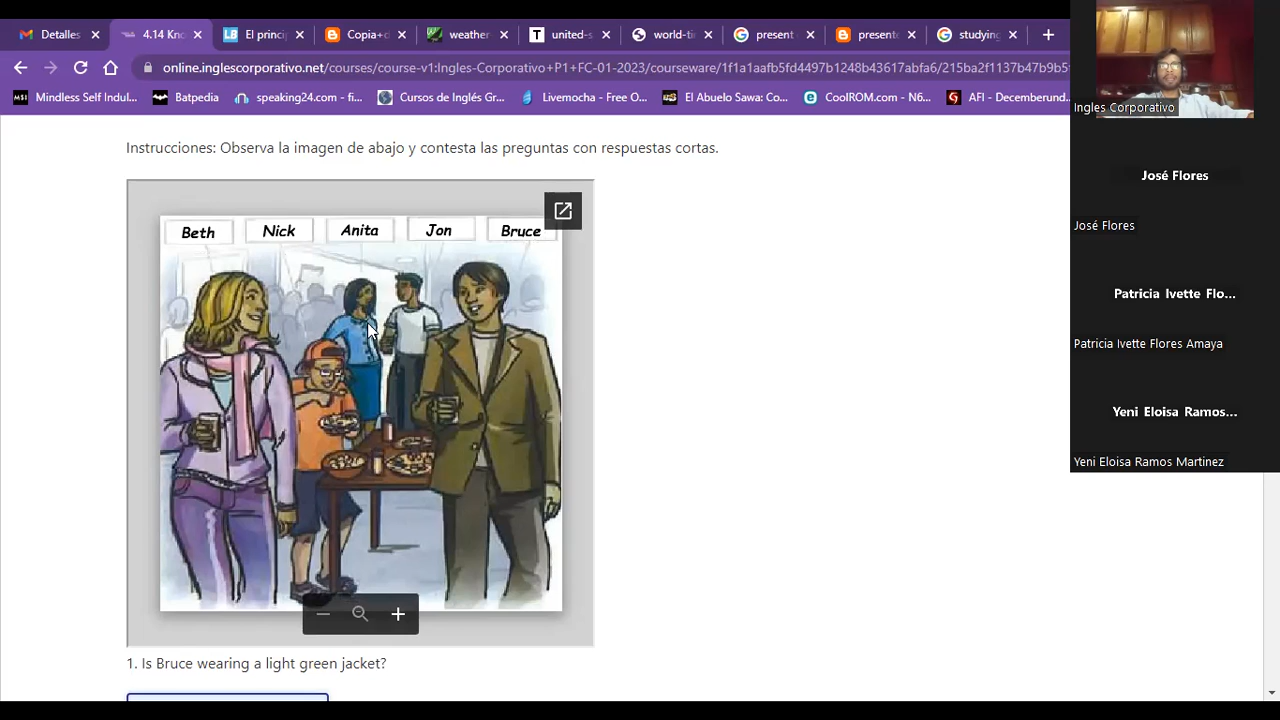 Detalles
4.14 Kno
El princi
Copia+d
weather
united-s
world-ti
present
present
studying
online.inglescorporativo.net/courses/course-v1:Ingles-Corporativo+P1+FC-01-2023/courseware/1f1a1aafb5fd4497b1248b43617abfa6/215ba2f1137b47b9b5
Mindless Self Indul...
Batpedia
speaking24.com - fi...
Cursos de Inglés Gr...
Livemocha - Free O...
El Abuelo Sawa: Co...
CoolROM.com - N6...
AFI - Decemberund
Ingles Corporativo
José Flores
José Flores
Patricia Ivette Flo...
Patricia Ivette Flores Amaya
Yeni Eloisa Ramos...
Yeni Eloisa Ramos Martinez
Instrucciones: Observa la imagen de abajo y contesta las preguntas con respuestas cortas.
Beth Nick Anita Jon Bruce
1. Is Bruce wearing a light green jacket?